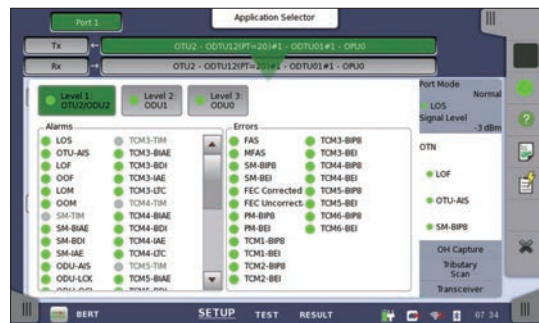 Port 1
Application Selector
Tx
OTU2 - ODTU12(PT=20)#1 - ODTU01#1 - OPU0
Rx
OTU2 - ODTU12(PT=20)#1 - ODTU01#1 - OPU0
Level 1:
OTU2/ODU2
Level 2:
ODU1
Level 3:
ODU0
Port Mode
Normal
LOS
Signal Level
-3 dBm
Alarms
LOS
OTU-AIS
LOF
OOF
LOM
OOM
SM-TIM
SM-BIAE
SM-BDI
SM-IAE
ODU-AIS
ODU-LCK
TCM3-TIM
TCM3-BIAE
TCM3-BDI
TCM3-IAE
TCM3-LTC
TCM4-TIM
TCM4-BIAE
TCM4-BDI
TCM4-IAE
TCM4-LTC
TCM5-TIM
TCM5-BIAE
Errors
FAS
MFAS
SM-BIP8
SM-BEI
FEC Corrected
FEC Uncorrect.
PM-BIP8
PM-BEI
TCM1-BIP8
TCM1-BEI
TCM2-BIP8
TCM2-BEI
TCM3-BIP8
TCM3-BEI
TCM4-BIP8
TCM4-BEI
TCM5-BIP8
TCM5-BEI
TCM6-BIP8
TCM6-BEI
OTN
LOF
OTU-AIS
SM-BIP8
OH Capture
Tributary
Scan
Transceiver
BERT
SETUP
TEST
RESULT
07 34